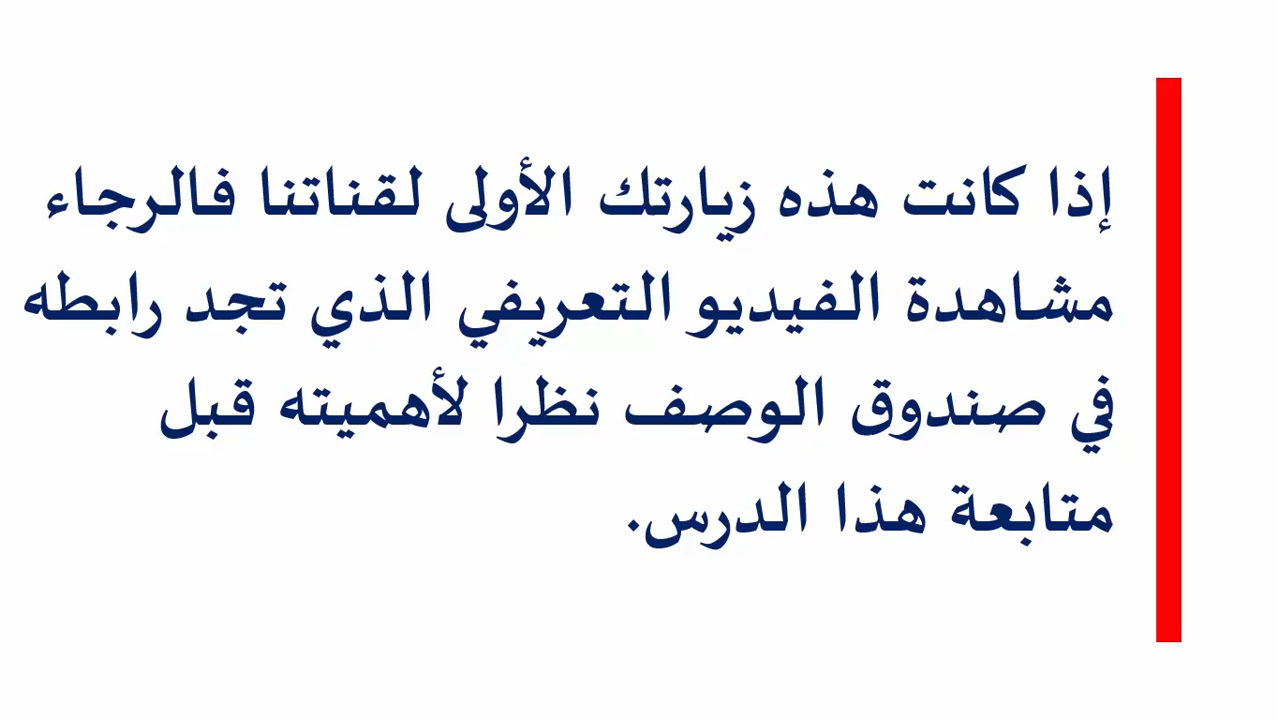 إذا كانت هذه زيارتك الأولى لقناتنا فالرجاء
مشاهدة الفيديو التعريفي الذي تجد رابطه
في صندوق الوصف نظرا لأهميته قبل
متابعة هذا الدرس.